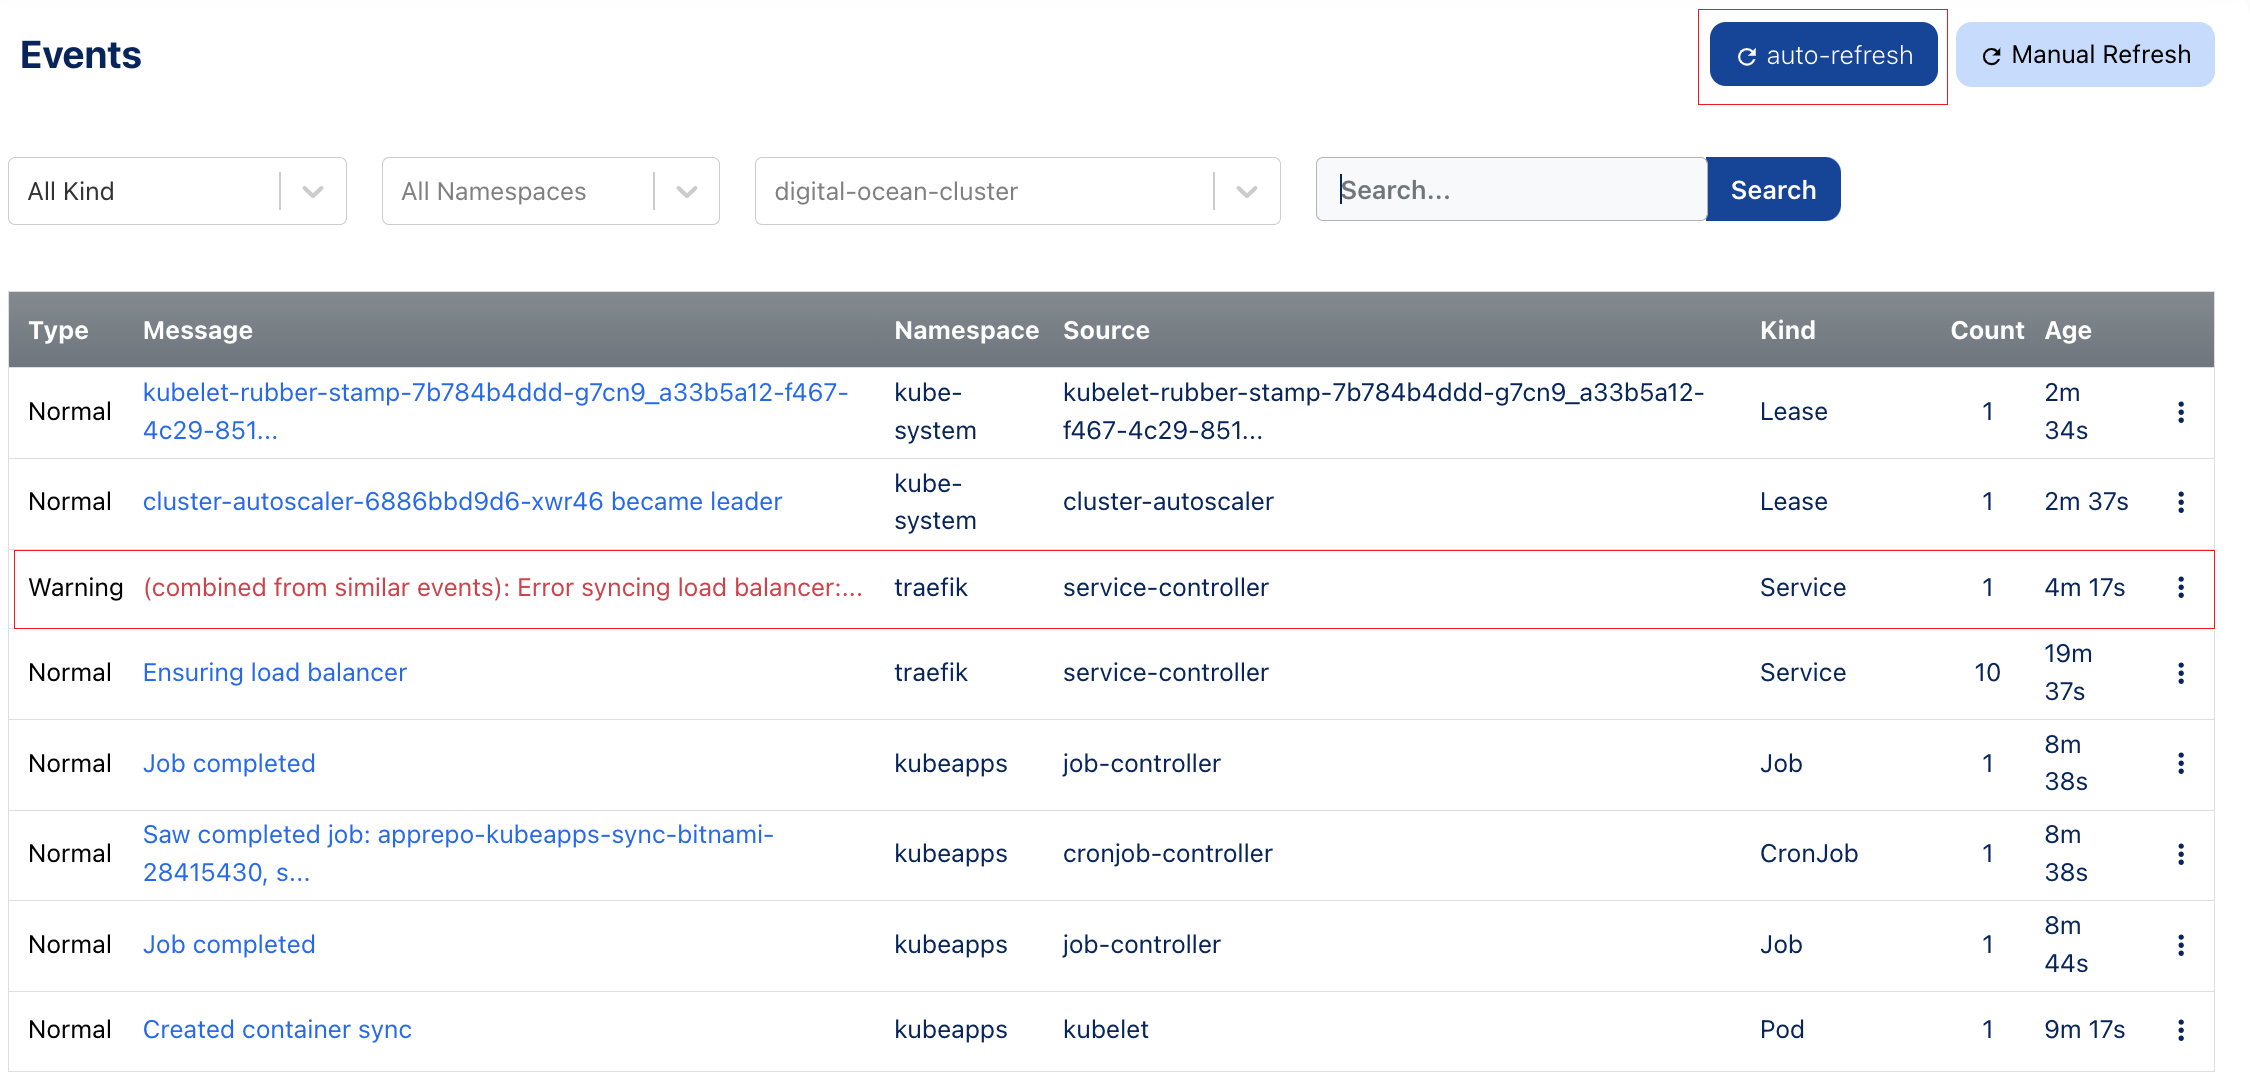 Events
auto-refresh
Manual Refresh
All Kind
All Namespaces
digital-ocean-cluster
Search...
Search
Type Message Namespace Source Kind Count Age
Normal kubelet-rubber-stamp-7b784b4ddd-g7cn9_a33b5a12-f467- kube- kubelet-rubber-stamp-7b784b4ddd-g7cn9_a33b5a12- Lease 1 2m
4c29-851... system f467-4c29-851... 34s
Normal cluster-autoscaler-6886bbd9d6-xwr46 became leader kube- cluster-autoscaler Lease 1 2m 37s
system
Warning (combined from similar events): Error syncing load balancer:... traefik service-controller Service 1 4m 17s
Normal Ensuring load balancer traefik service-controller Service 10 19m
37s
Normal Job completed kubeapps job-controller Job 1 8m
38s
Normal Saw completed job: apprepo-kubeapps-sync-bitnami- kubeapps cronjob-controller CronJob 1 8m
28415430, s... 38s
Normal Job completed kubeapps job-controller Job 1 8m
44s
Normal Created container sync kubeapps kubelet Pod 1 9m 17s